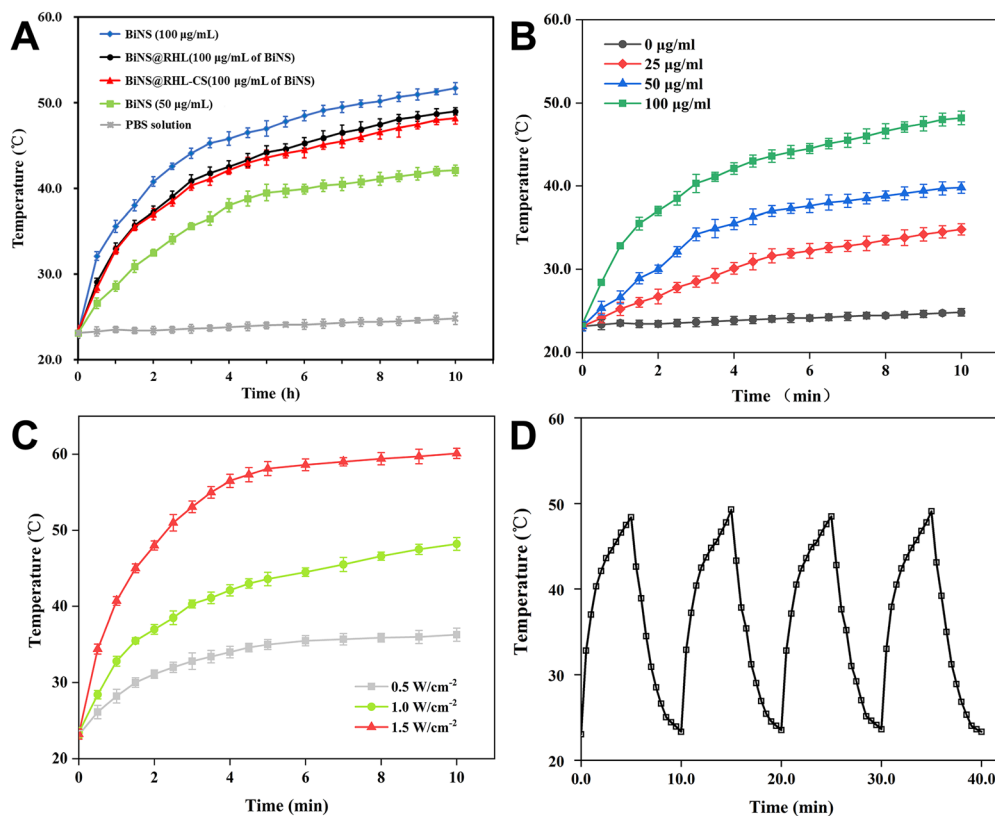 A
60.0
50.0
40.0
30.0
20.0
Temperature (℃)
BiNS (100 μg/mL)
BiNS@RHL(100 μg/mL of BiNS)
BiNS@RHL-CS(100 μg/mL of BiNS)
BiNS (50 μg/mL)
PBS solution
0 2 4 6 8 10
Time (h)
B
60.0
50.0
40.0
30.0
20.0
Temperature (℃)
0 μg/ml
25 μg/ml
50 μg/ml
100 μg/ml
0 2 4 6 8 10
Time（min）
C
60
50
40
30
20
Temperature (℃)
0.5 W/cm⁻²
1.0 W/cm⁻²
1.5 W/cm⁻²
0 2 4 6 8 10
Time (min)
D
60
50
40
30
20
Temperature (℃)
0.0 10.0 20.0 30.0 40.0
Time (min)